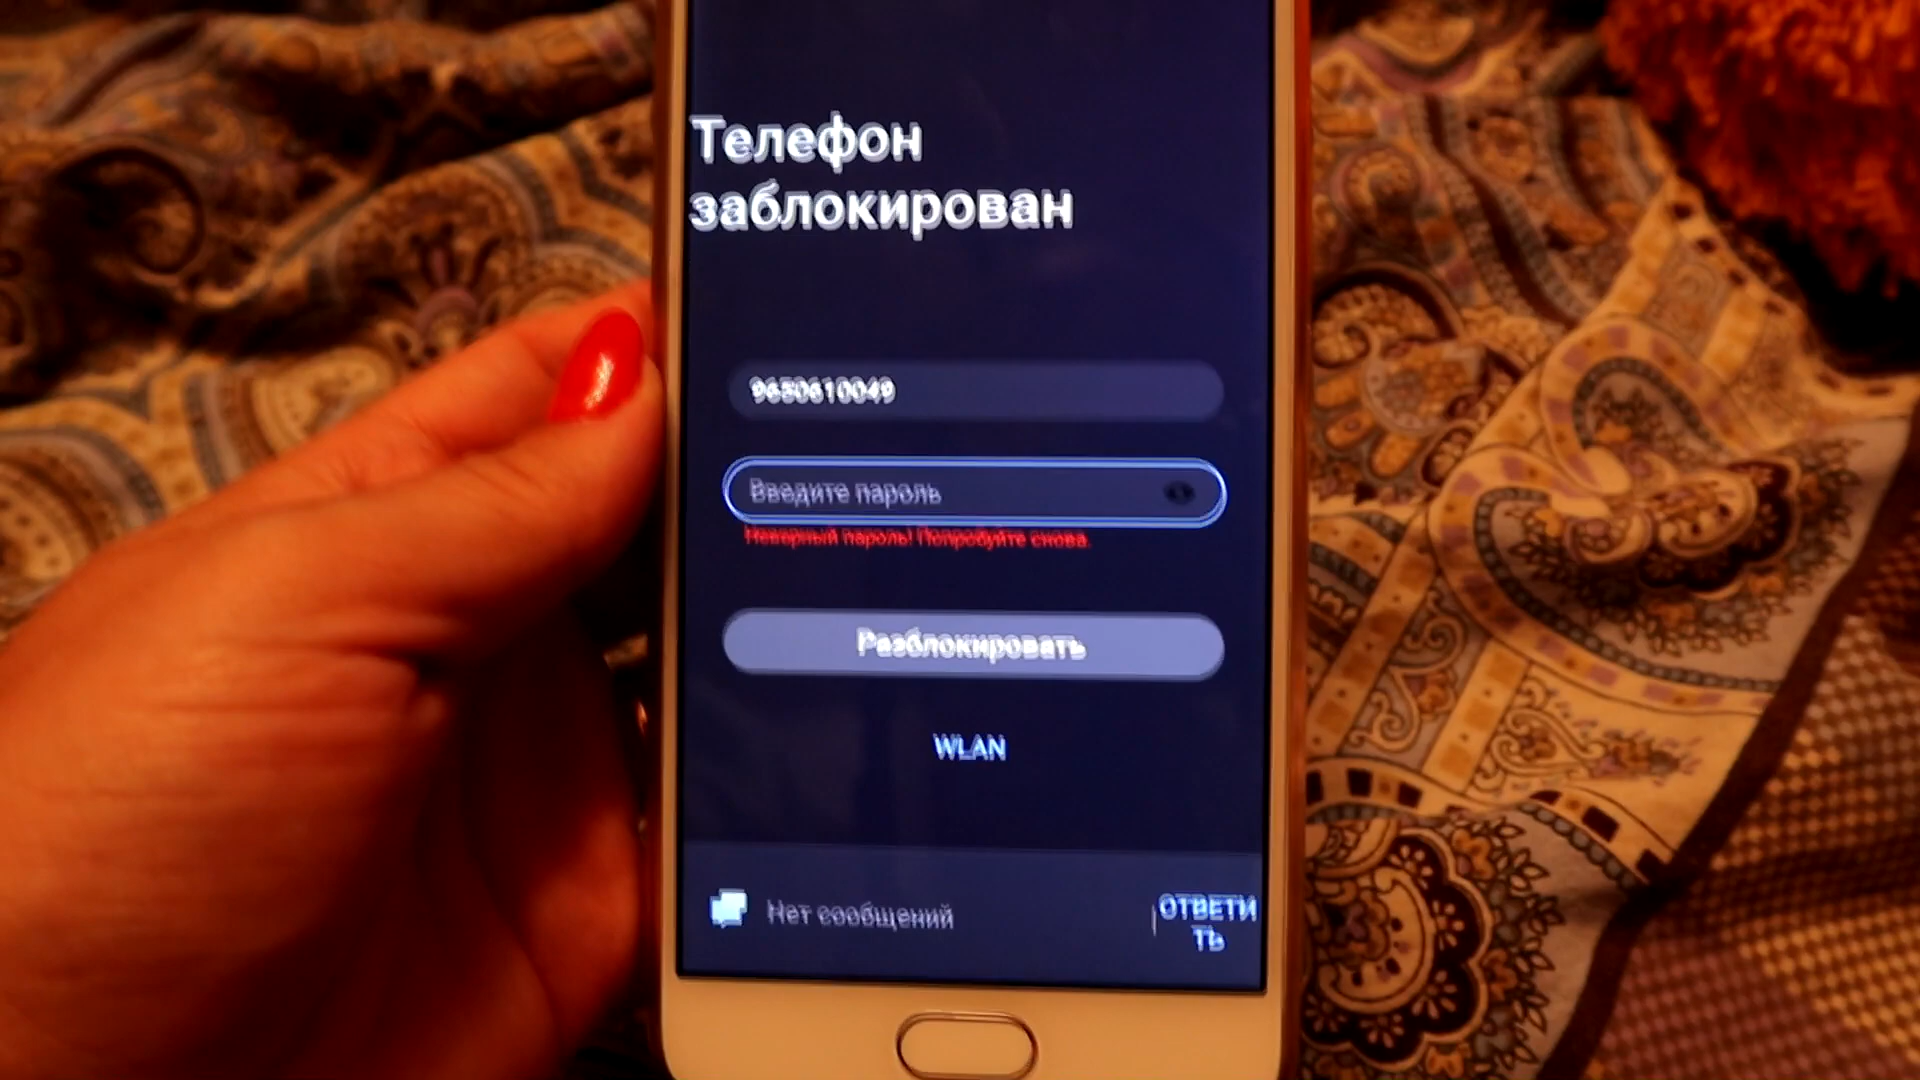 Телефон
заблокирован
9650610049
Введите пароль
Неверный пароль! Попробуйте снова.
Разблокировать
WLAN
Нет сообщений
ОТВЕТИ
ТЬ